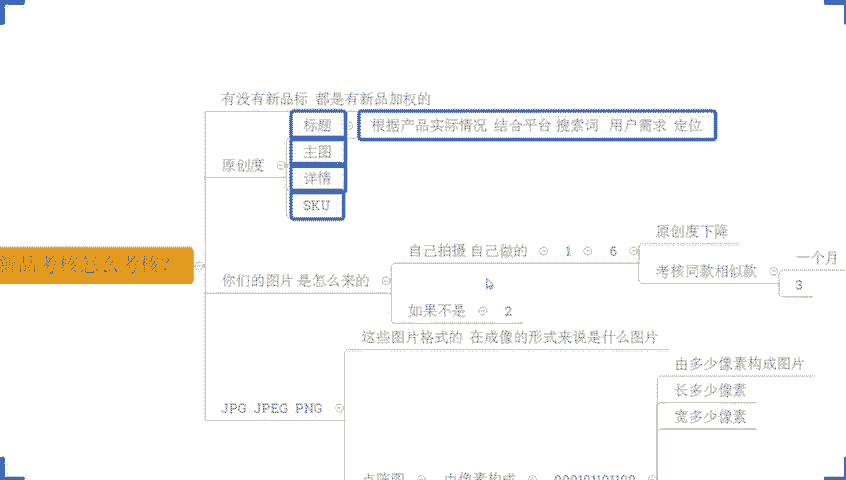 有没有新品标 都是有新品加权的
标题
根据产品实际情况 结合平台 搜索词 用户需求 定位
主图
原创度
详情
SKU
新品考核怎么考核?
你们的图片是怎么来的
自己拍摄 自己做的
1
6
原创度下降
考核同款相似款
一个月
3
如果不是
2
JPG JPEG PNG
这些图片格式的 在成像的形式来说是什么图片
由多少像素构成图片
长多少像素
宽多少像素
点阵图
由像素构成